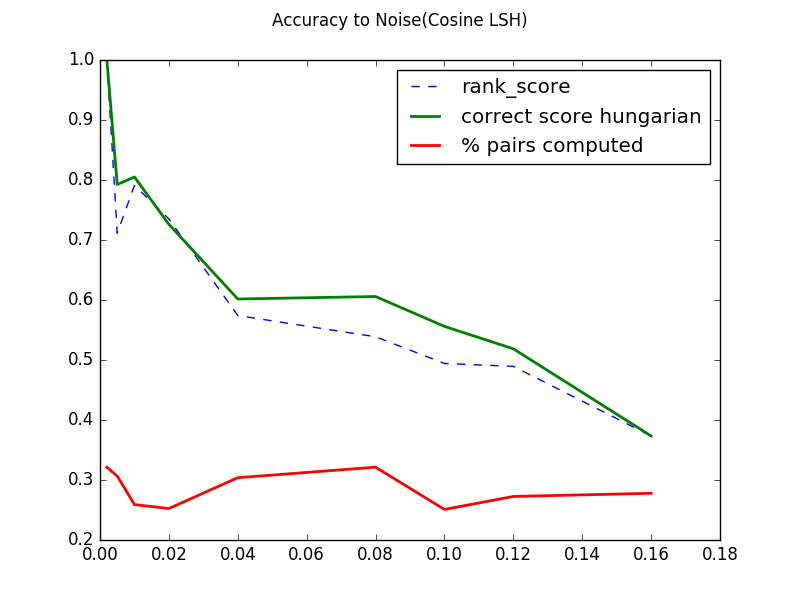 Accuracy to Noise(Cosine LSH)
1.0
0.9
0.8
0.7
0.6
0.5
0.4
0.3
0.2
rank_score
correct score hungarian
% pairs computed
0.00 0.02 0.04 0.06 0.08 0.10 0.12 0.14 0.16 0.18